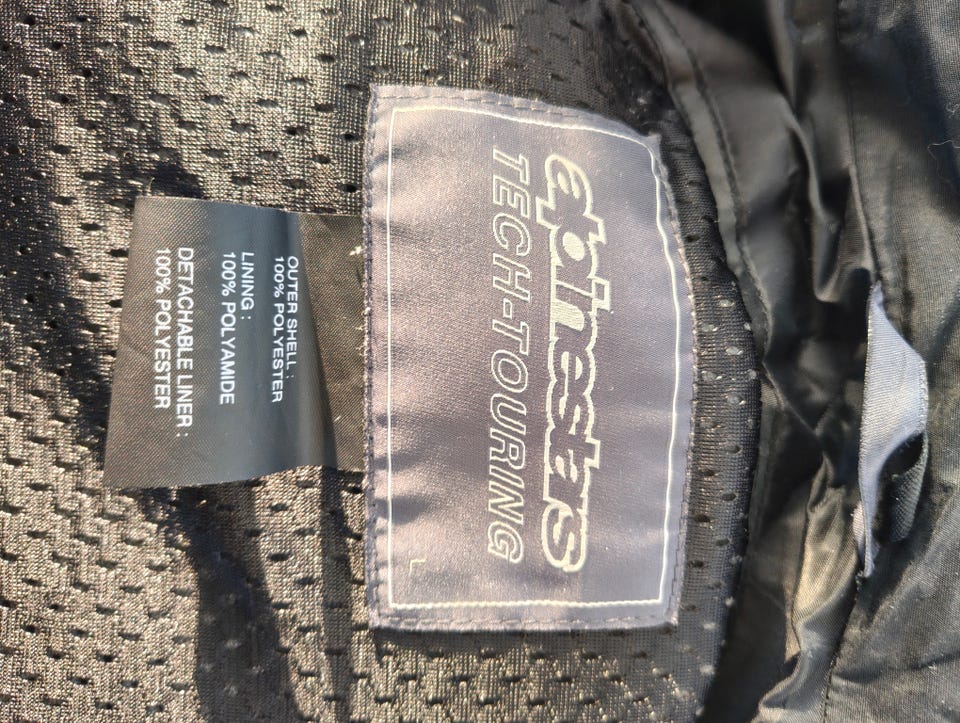 alpinestars
TECH-TOURING
L
OUTER SHELL :
100% POLYESTER
LINING :
100% POLYAMIDE
DETACHABLE LINER :
100% POLYESTER